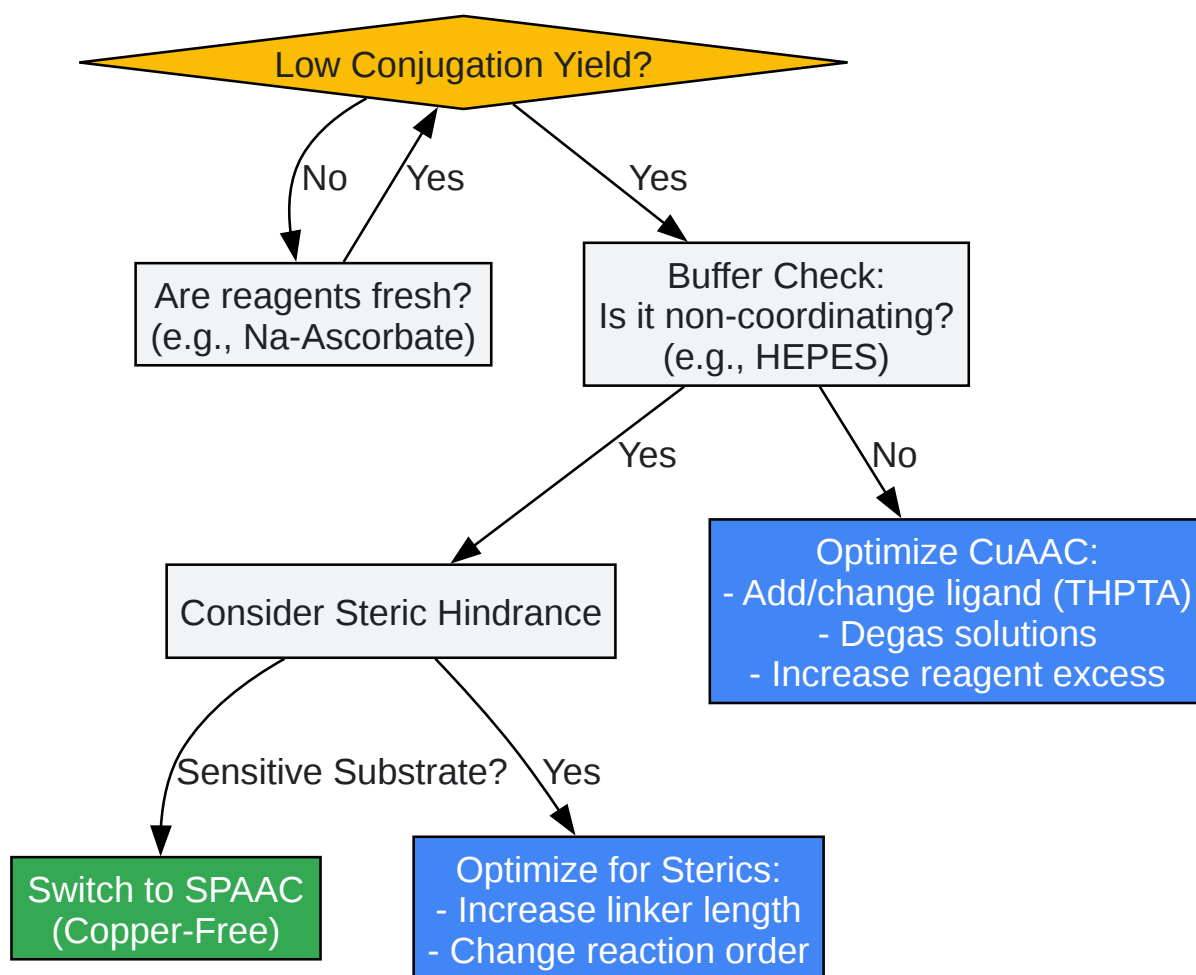 Low Conjugation Yield?
No
Yes
Yes
Are reagents fresh?
(e.g., Na-Ascorbate)
Buffer Check:
Is it non-coordinating?
(e.g., HEPES)
Yes
No
Consider Steric Hindrance
Optimize CuAAC:
- Add/change ligand (THPTA)
- Degas solutions
- Increase reagent excess
Sensitive Substrate?
Yes
Switch to SPAAC
(Copper-Free)
Optimize for Sterics:
- Increase linker length
- Change reaction order